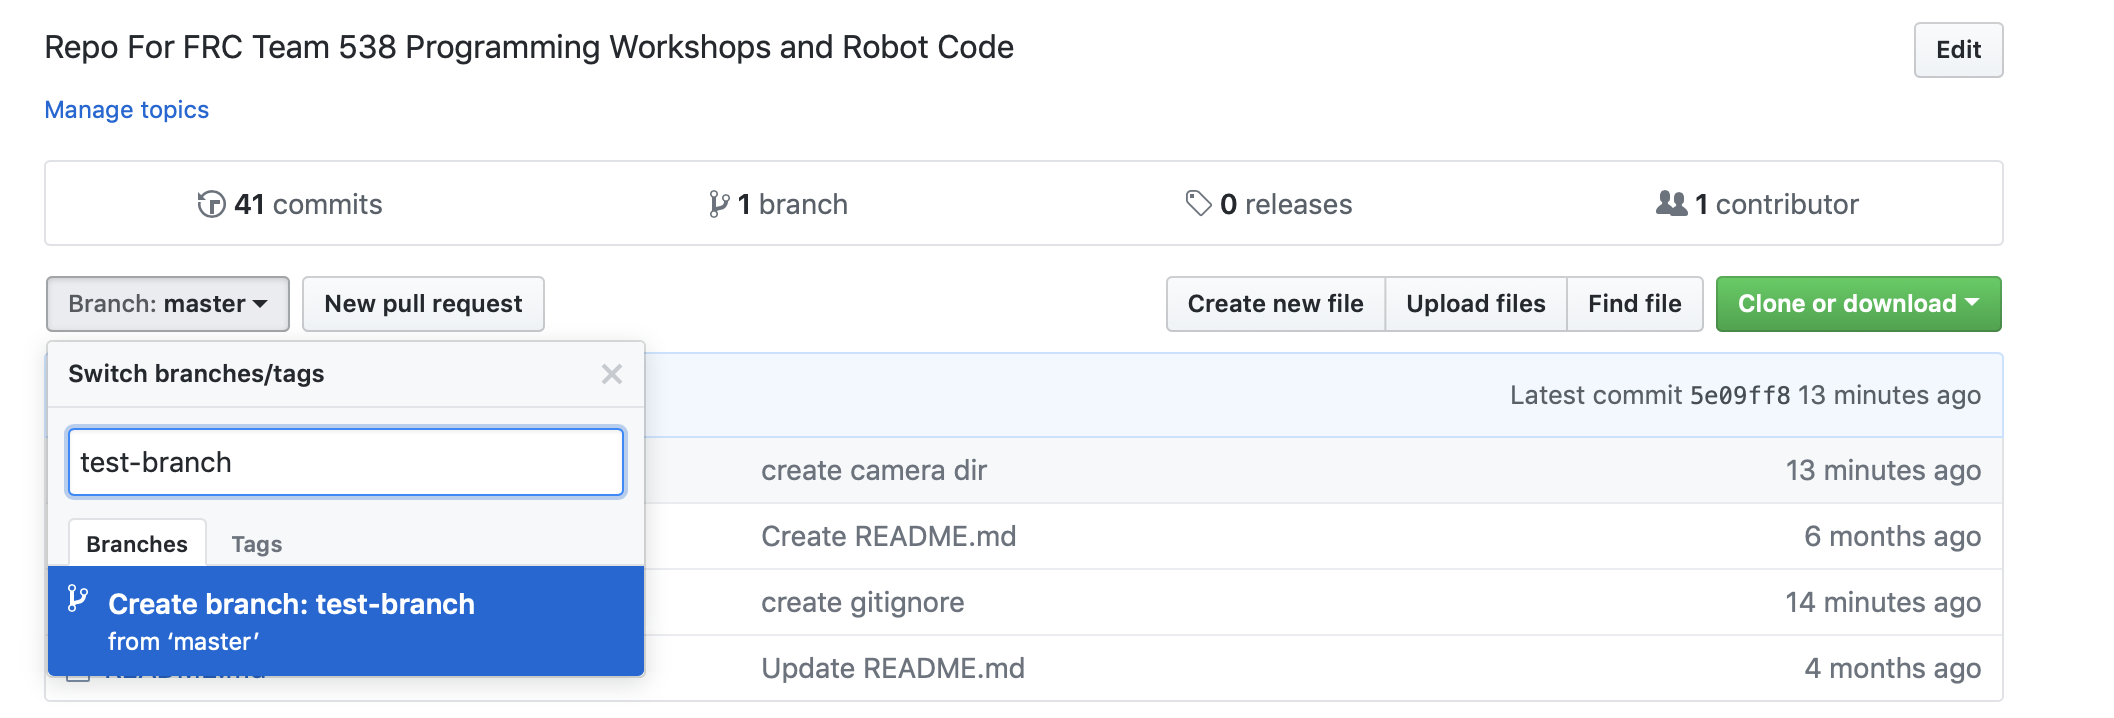 Repo For FRC Team 538 Programming Workshops and Robot Code
Edit
Manage topics
41 commits
1 branch
0 releases
1 contributor
Branch: master
New pull request
Create new file
Upload files
Find file
Clone or download
Switch branches/tags
Latest commit 5e09ff8 13 minutes ago
test-branch
create camera dir
13 minutes ago
Branches
Tags
Create README.md
6 months ago
Create branch: test-branch
from ‘master’
create gitignore
14 minutes ago
Update README.md
4 months ago